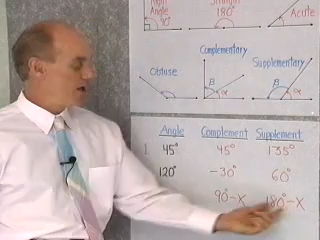 Right
Angle
90°
Straight
180°
Acute
Complementary
Supplementary
Obtuse
B
α
B
α
Angle Complement Supplement
1 45° 45° 135°
120° -30° 60°
90°-X 180°-X